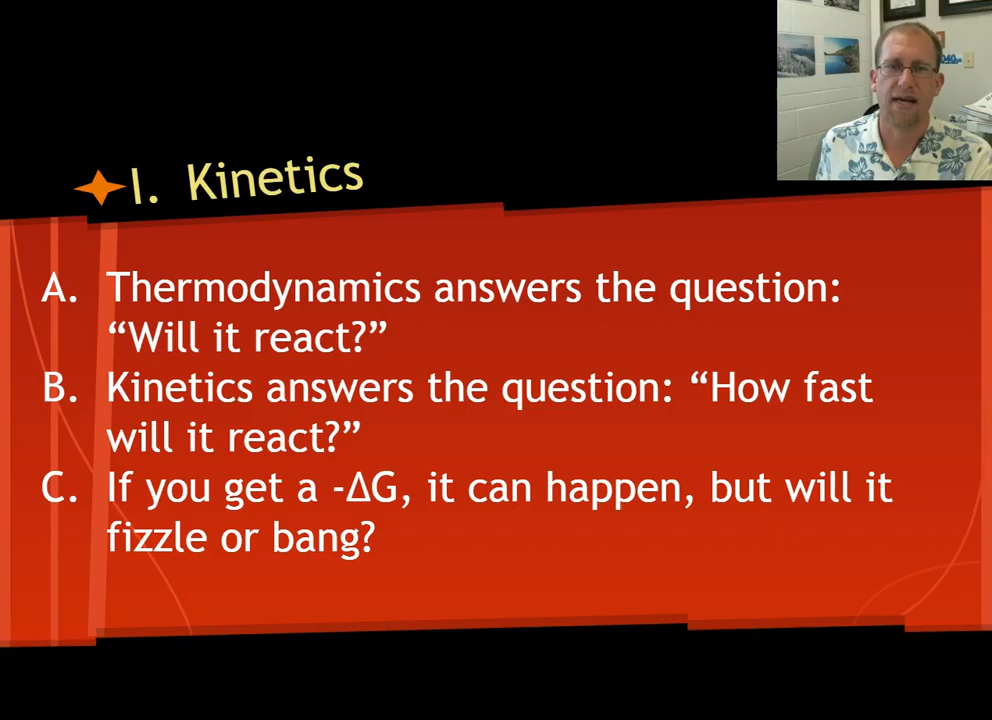 I. Kinetics
A. Thermodynamics answers the question:
“Will it react?”
B. Kinetics answers the question: “How fast
will it react?”
C. If you get a -ΔG, it can happen, but will it
fizzle or bang?